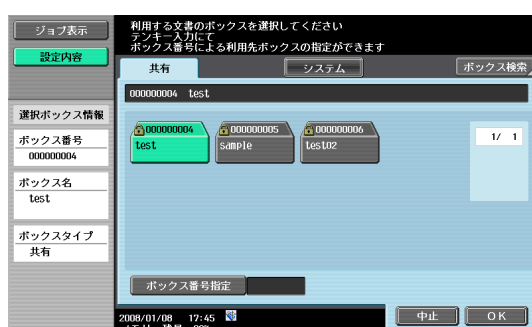 ジョブ表示
設定内容
選択ボックス情報
ボックス番号
000000004
ボックス名
test
ボックスタイプ
共有
利用する文書のボックスを選択してください
テンキー入力にて
ボックス番号による利用先ボックスの指定ができます
共有
システム
ボックス検索
000000004 test
000000004
test
000000005
sample
000000006
test02
1/ 1
ボックス番号指定
2008/01/08 17:45
中止
OK